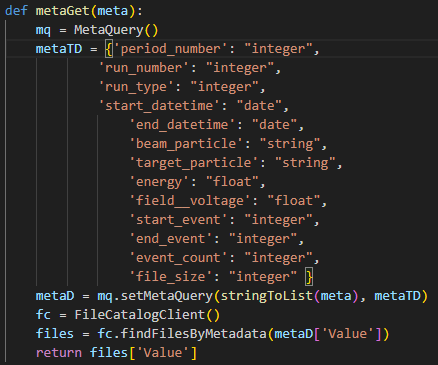 def metaGet(meta):
    mq = MetaQuery()
    metaTD = {'period_number': "integer",
            'run_number': "integer",
            'run_type': "integer",
            'start_datetime': "date",
                'end_datetime': "date",
                'beam_particle': "string",
                'target_particle': "string",
                'energy': "float",
                'field__voltage': "float",
                'start_event': "integer",
                'end_event': "integer",
                'event_count': "integer",
                'file_size': "integer" }
    metaD = mq.setMetaQuery(stringToList(meta), metaTD)
    fc = FileCatalogClient()
    files = fc.findFilesByMetadata(metaD['Value'])
    return files['Value']